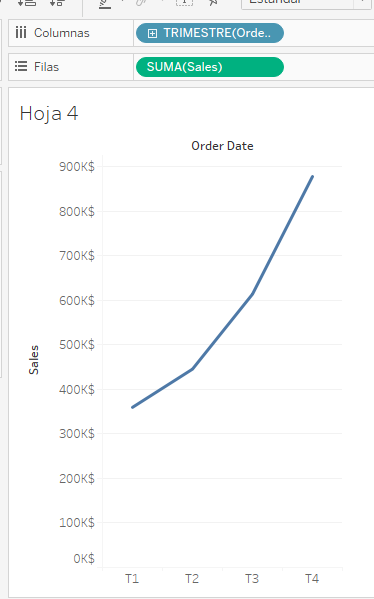 Estándar
Columnas
TRIMESTRE(Orde..
Filas
SUMA(Sales)
Hoja 4
Order Date
900K$
800K$
700K$
600K$
500K$
400K$
300K$
200K$
100K$
0K$
Sales
T1 T2 T3 T4